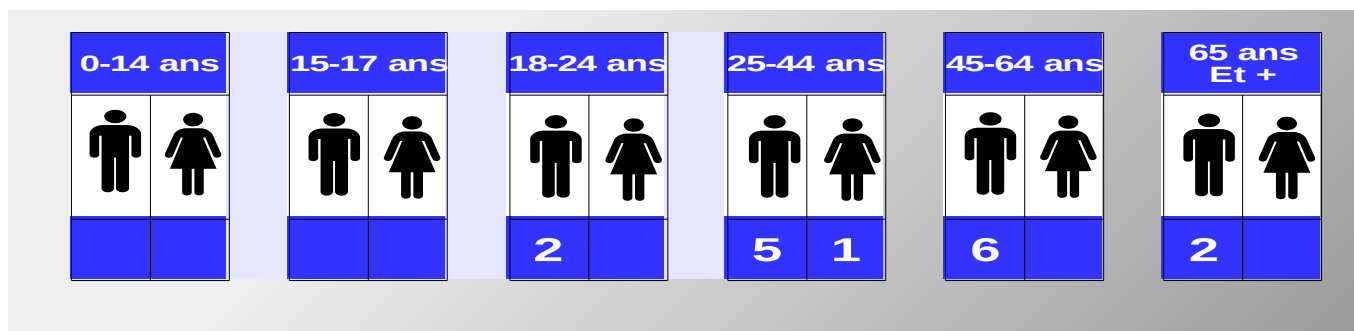 0-14 ans
15-17 ans
18-24 ans
25-44 ans
45-64 ans
65 ans
Et +
2
5
1
6
2